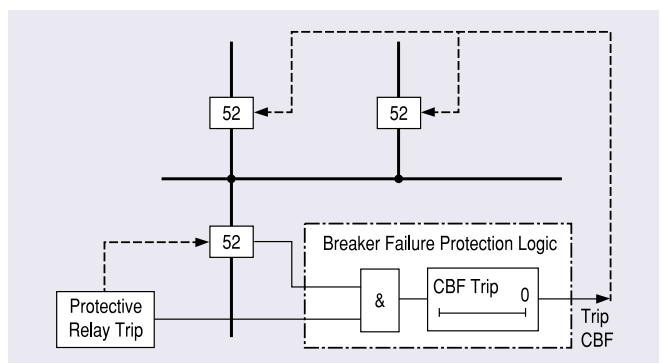 52
52
52
Breaker Failure Protection Logic
CBF Trip
0
&
Protective
Relay Trip
Trip
CBF